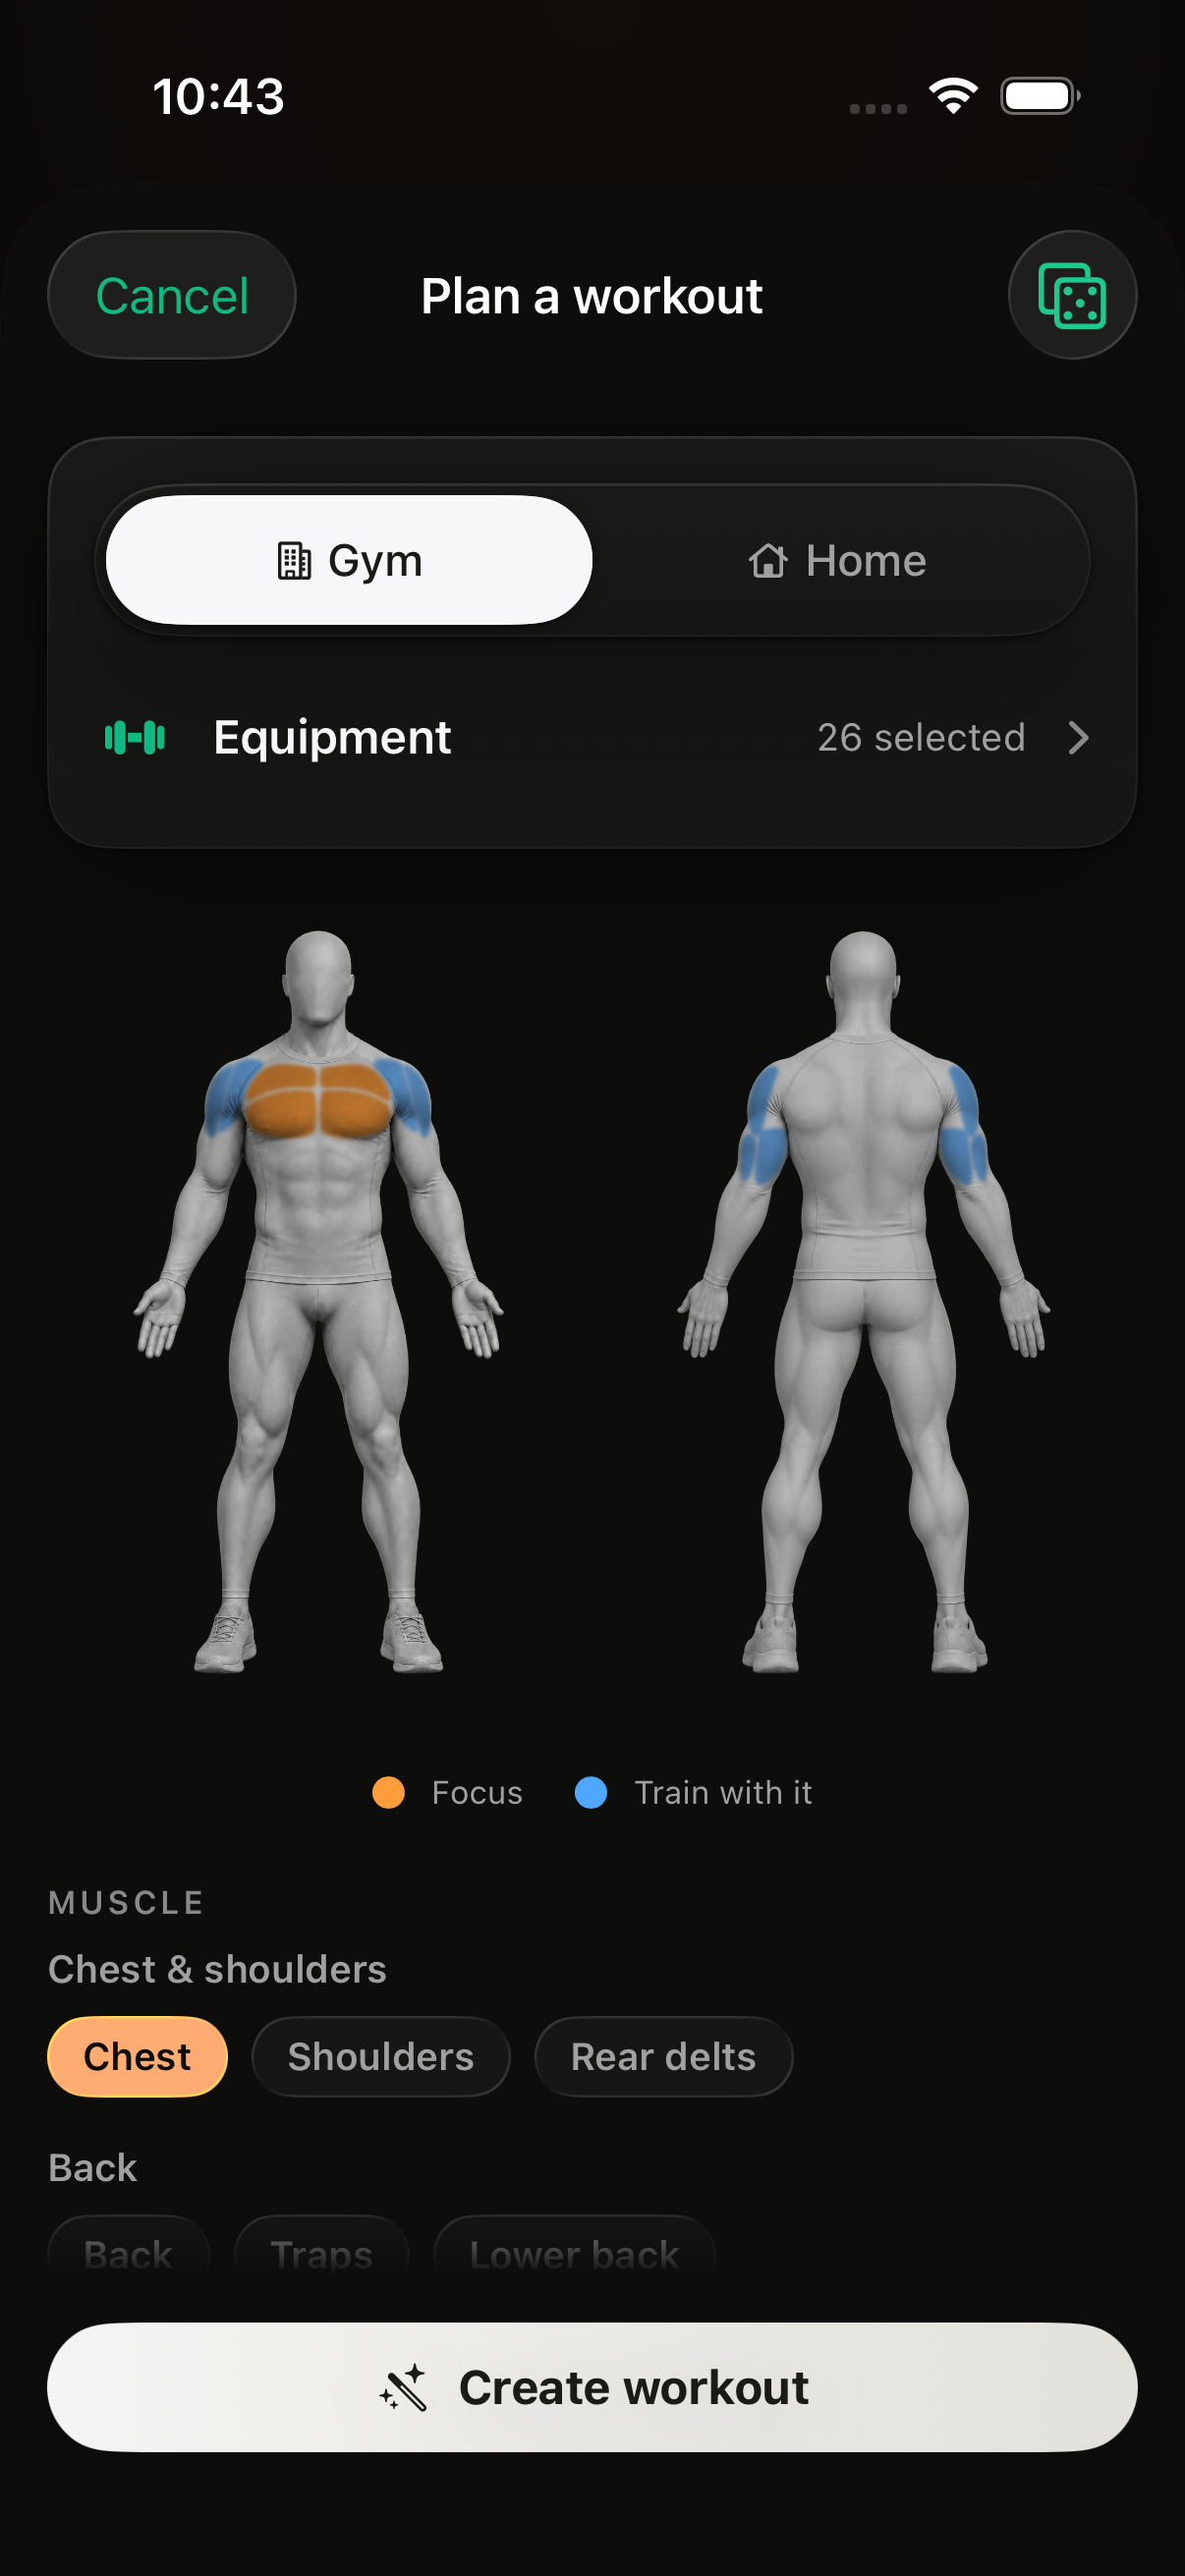 10:43
Cancel
Plan a workout
Gym
Home
Equipment
26 selected
Focus
Train with it
MUSCLE
Chest & shoulders
Chest
Shoulders
Rear delts
Back
Back
Traps
Lower back
Create workout